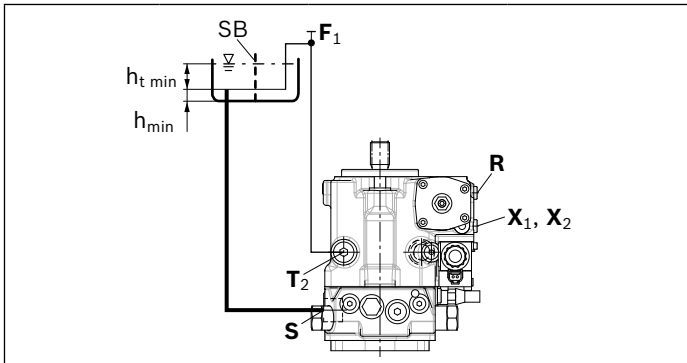 SB
F₁
hₜ ₘᵢₙ
hₘᵢₙ
R
X₁, X₂
T₂
S